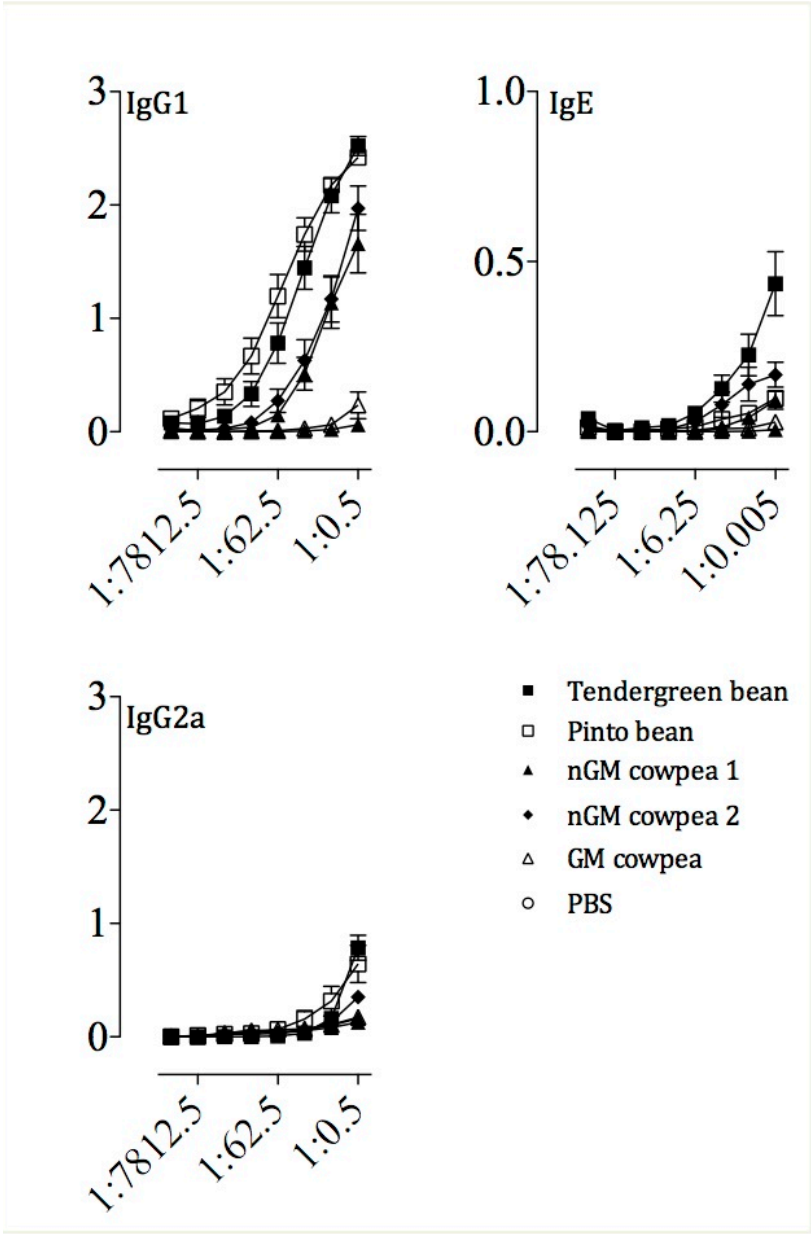 IgG1
3
2
1
0
1:7812.5
1:62.5
1:0.5
IgE
1.0
0.5
0.0
1:78.125
1:6.25
1:0.005
IgG2a
3
2
1
0
1:7812.5
1:62.5
1:0.5
Tendergreen bean
Pinto bean
nGM cowpea 1
nGM cowpea 2
GM cowpea
PBS